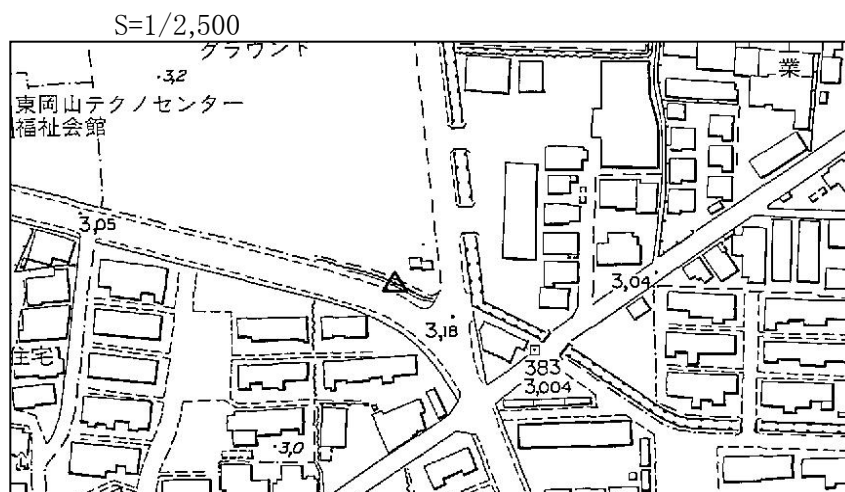 S=1/2,500
グラウンド
3,2
業
東岡山テクノセンター
福祉会館
3,05
3,04
3,18
住宅
383
3,004
3,0